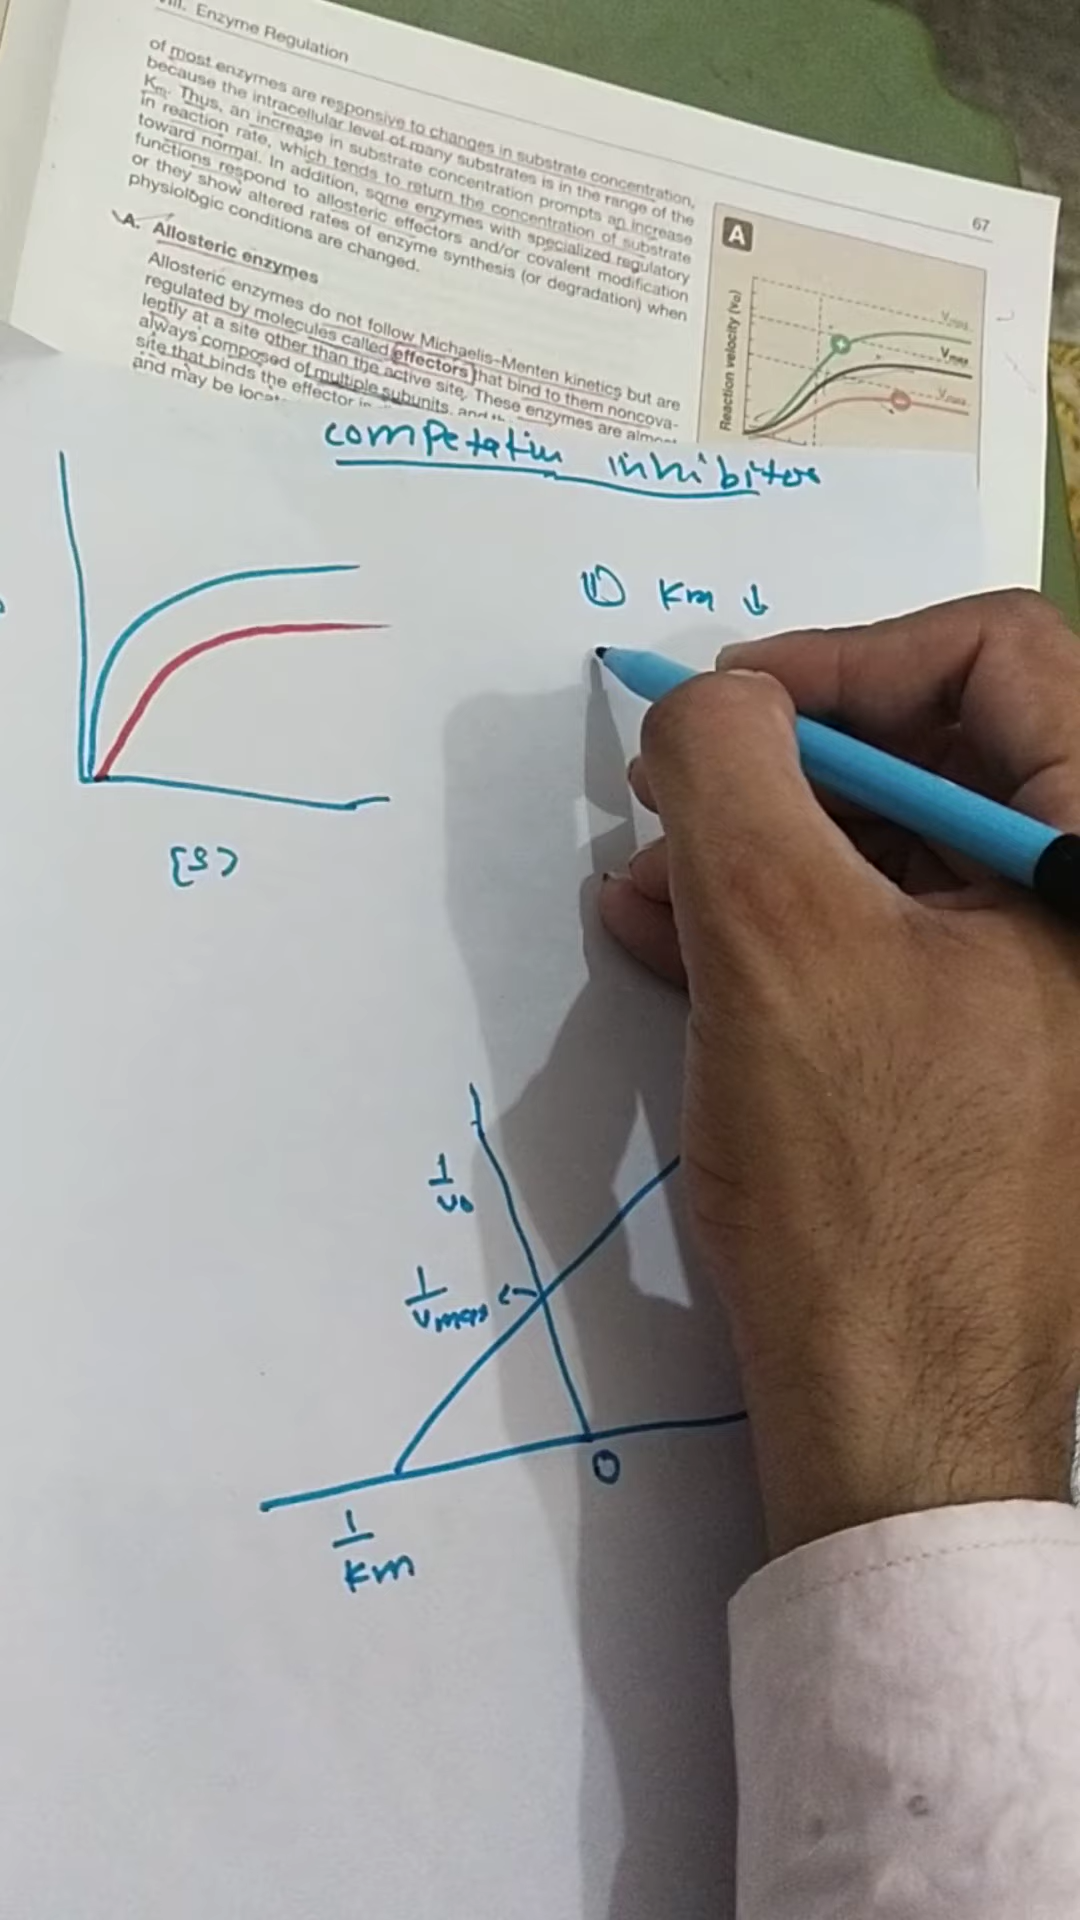 VIII. Enzyme Regulation
67
of most enzymes are responsive to changes in substrate concentration,
because the intracellular level of many substrates is in the range of the
Km. Thus, an increase in substrate concentration prompts an increase
in reaction rate, which tends to return the concentration of substrate
toward normal. In addition, some enzymes with specialized regulatory
functions respond to allosteric effectors and/or covalent modification
or they show altered rates of enzyme synthesis (or degradation) when
physiologic conditions are changed.
A. Allosteric enzymes
Allosteric enzymes do not follow Michaelis–Menten kinetics but are
regulated by molecules called effectors that bind to them noncova-
lently at a site other than the active site. These enzymes are almost
always composed of multiple subunits, and
site that binds the effector
and may be
A
Reaction velocity (v₀)
Vmax
Vmax
Vmax
+
−
competativ inhibitor
① Km ↓
[S]
1/v0
1/vmax
0
1/Km